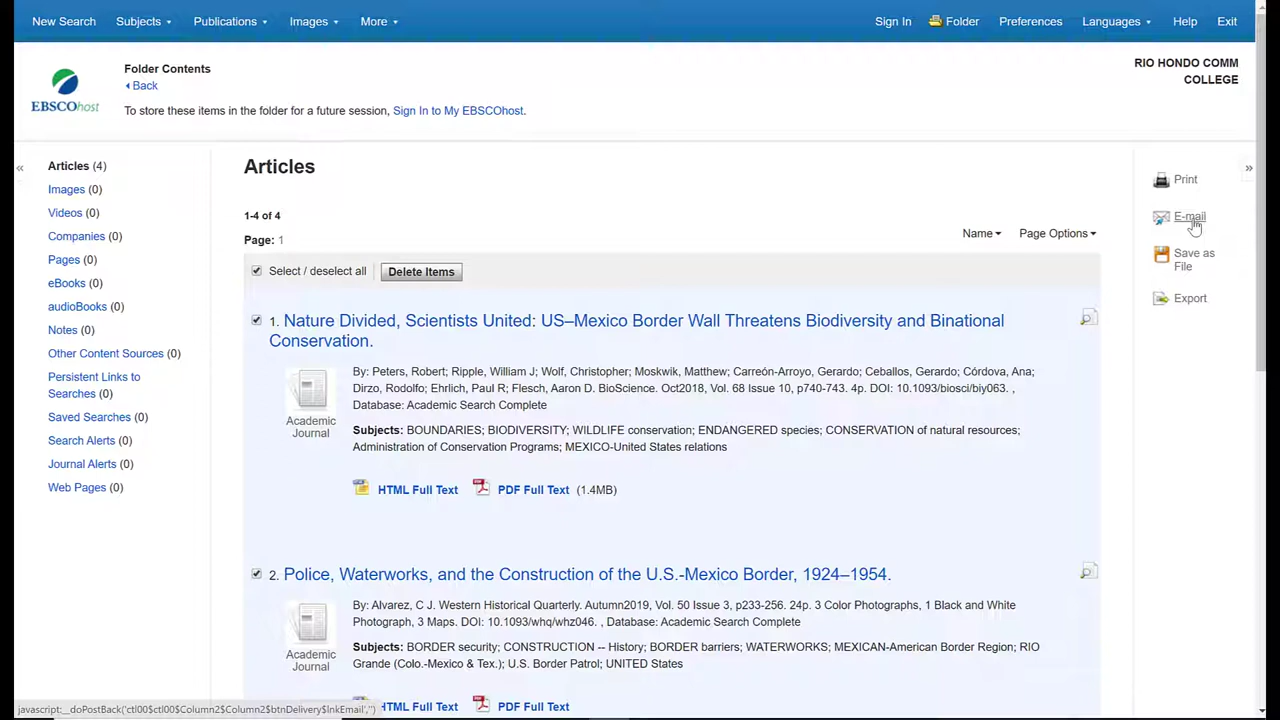 New Search Subjects Publications Images More Sign In Folder Preferences Languages Help Exit
EBSCOhost
Folder Contents
Back
To store these items in the folder for a future session, Sign In to My EBSCOhost.
RIO HONDO COMM
COLLEGE
«
Articles (4)
Images (0)
Videos (0)
Companies (0)
Pages (0)
eBooks (0)
audioBooks (0)
Notes (0)
Other Content Sources (0)
Persistent Links to
Searches (0)
Saved Searches (0)
Search Alerts (0)
Journal Alerts (0)
Web Pages (0)
Articles
1-4 of 4
Page: 1
Name Page Options
Select / deselect all Delete Items
1. Nature Divided, Scientists United: US–Mexico Border Wall Threatens Biodiversity and Binational
Conservation.
Academic
Journal
By: Peters, Robert; Ripple, William J; Wolf, Christopher; Moskwik, Matthew; Carreón-Arroyo, Gerardo; Ceballos, Gerardo; Córdova, Ana;
Dirzo, Rodolfo; Ehrlich, Paul R; Flesch, Aaron D. BioScience. Oct2018, Vol. 68 Issue 10, p740-743. 4p. DOI: 10.1093/biosci/biy063. ,
Database: Academic Search Complete
Subjects: BOUNDARIES; BIODIVERSITY; WILDLIFE conservation; ENDANGERED species; CONSERVATION of natural resources;
Administration of Conservation Programs; MEXICO-United States relations
HTML Full Text PDF Full Text (1.4MB)
2. Police, Waterworks, and the Construction of the U.S.-Mexico Border, 1924–1954.
Academic
Journal
By: Alvarez, C J. Western Historical Quarterly. Autumn2019, Vol. 50 Issue 3, p233-256. 24p. 3 Color Photographs, 1 Black and White
Photograph, 3 Maps. DOI: 10.1093/whq/whz046. , Database: Academic Search Complete
Subjects: BORDER security; CONSTRUCTION -- History; BORDER barriers; WATERWORKS; MEXICAN-American Border Region; RIO
Grande (Colo.-Mexico & Tex.); U.S. Border Patrol; UNITED States
HTML Full Text PDF Full Text
»
Print
E-mail
Save as
File
Export
javascript:__doPostBack('ctl00$ctl00$Column2$Column2$btnDelivery$lnkEmail','')